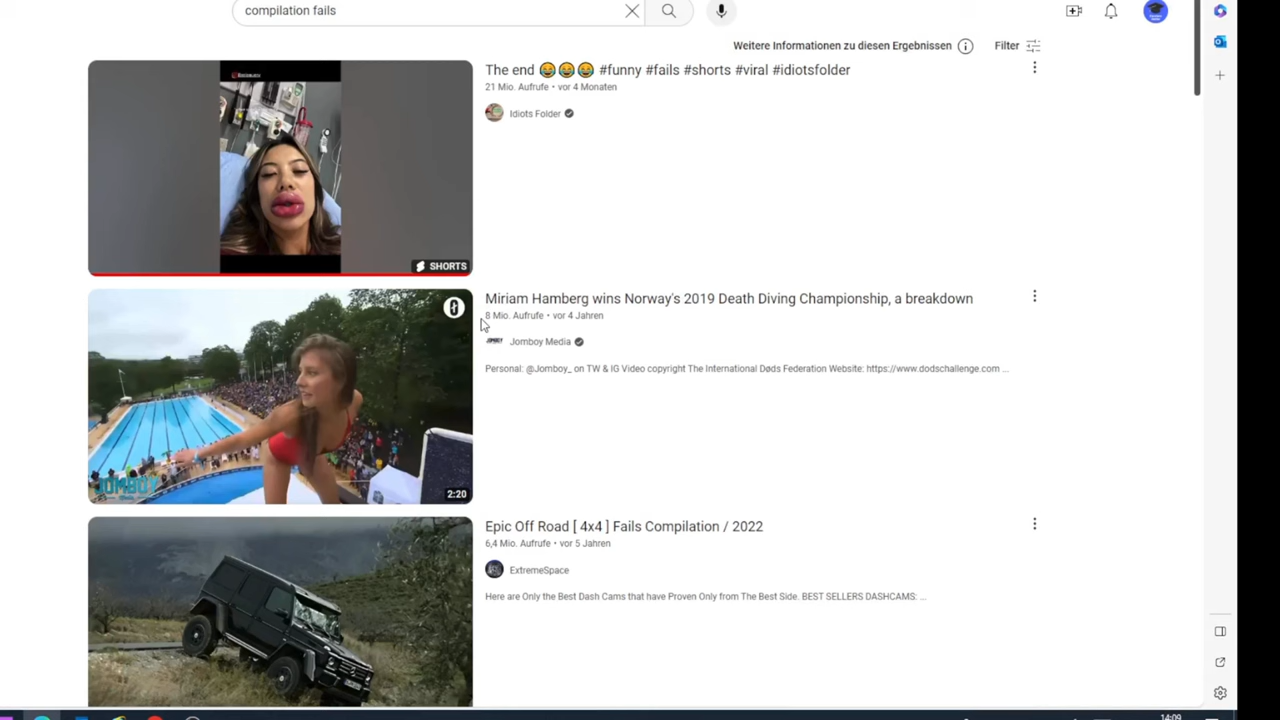 compilation fails
Weitere Informationen zu diesen Ergebnissen
Filter
The end 😂😂😂 #funny #fails #shorts #viral #idiotsfolder
21 Mio. Aufrufe • vor 4 Monaten
Idiots Folder
SHORTS
Miriam Hamberg wins Norway's 2019 Death Diving Championship, a breakdown
8 Mio. Aufrufe • vor 4 Jahren
Jomboy Media
Personal: @Jomboy_ on TW & IG Video copyright The International Døds Federation Website: https://www.dodschallenge.com ...
JOMBOY
2:20
Epic Off Road [ 4x4 ] Fails Compilation / 2022
6,4 Mio. Aufrufe • vor 5 Jahren
ExtremeSpace
Here are Only the Best Dash Cams that have Proven Only from The Best Side. BEST SELLERS DASHCAMS: ...
14:09